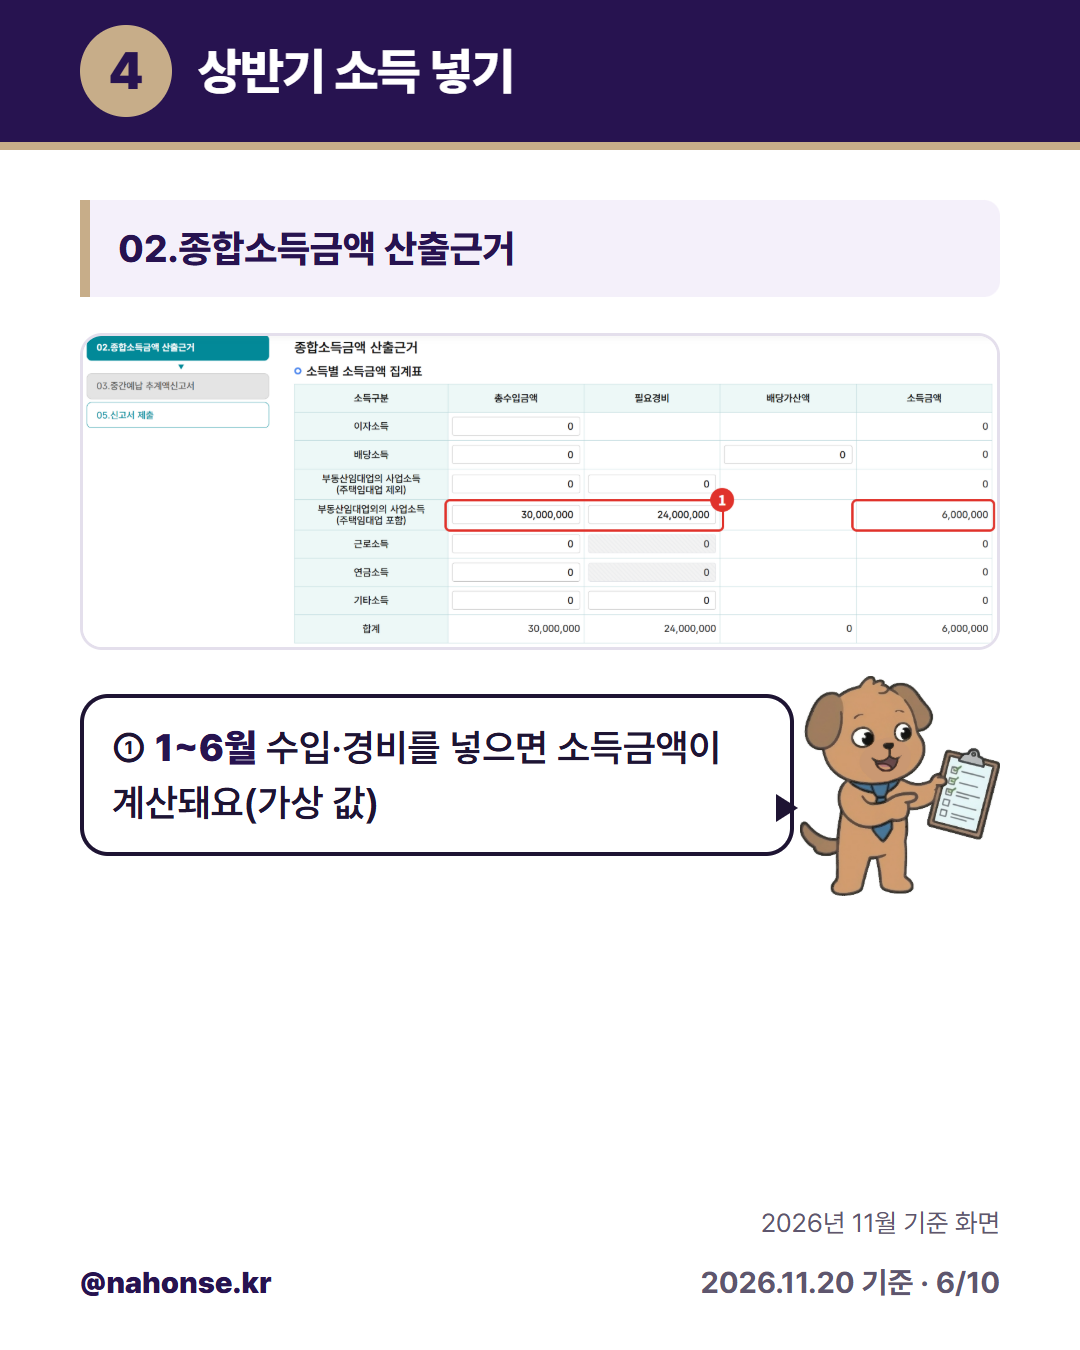 4 상반기 소득 넣기
02.종합소득금액 산출근거
02.종합소득금액 산출근거
03.중간예납 추계액신고서
05.신고서 제출
종합소득금액 산출근거
소득별 소득금액 집계표
소득구분 총수입금액 필요경비 배당가산액 소득금액
이자소득 0 0
배당소득 0 0 0
부동산임대업의 사업소득 (주택임대업 제외) 0 0 0
부동산임대업외의 사업소득 (주택임대업 포함) 30,000,000 24,000,000 1 6,000,000
근로소득 0 0 0
연금소득 0 0 0
기타소득 0 0 0
합계 30,000,000 24,000,000 0 6,000,000
① 1~6월 수입·경비를 넣으면 소득금액이
계산돼요(가상 값)
2026년 11월 기준 화면
@nahonse.kr 2026.11.20 기준 · 6/10